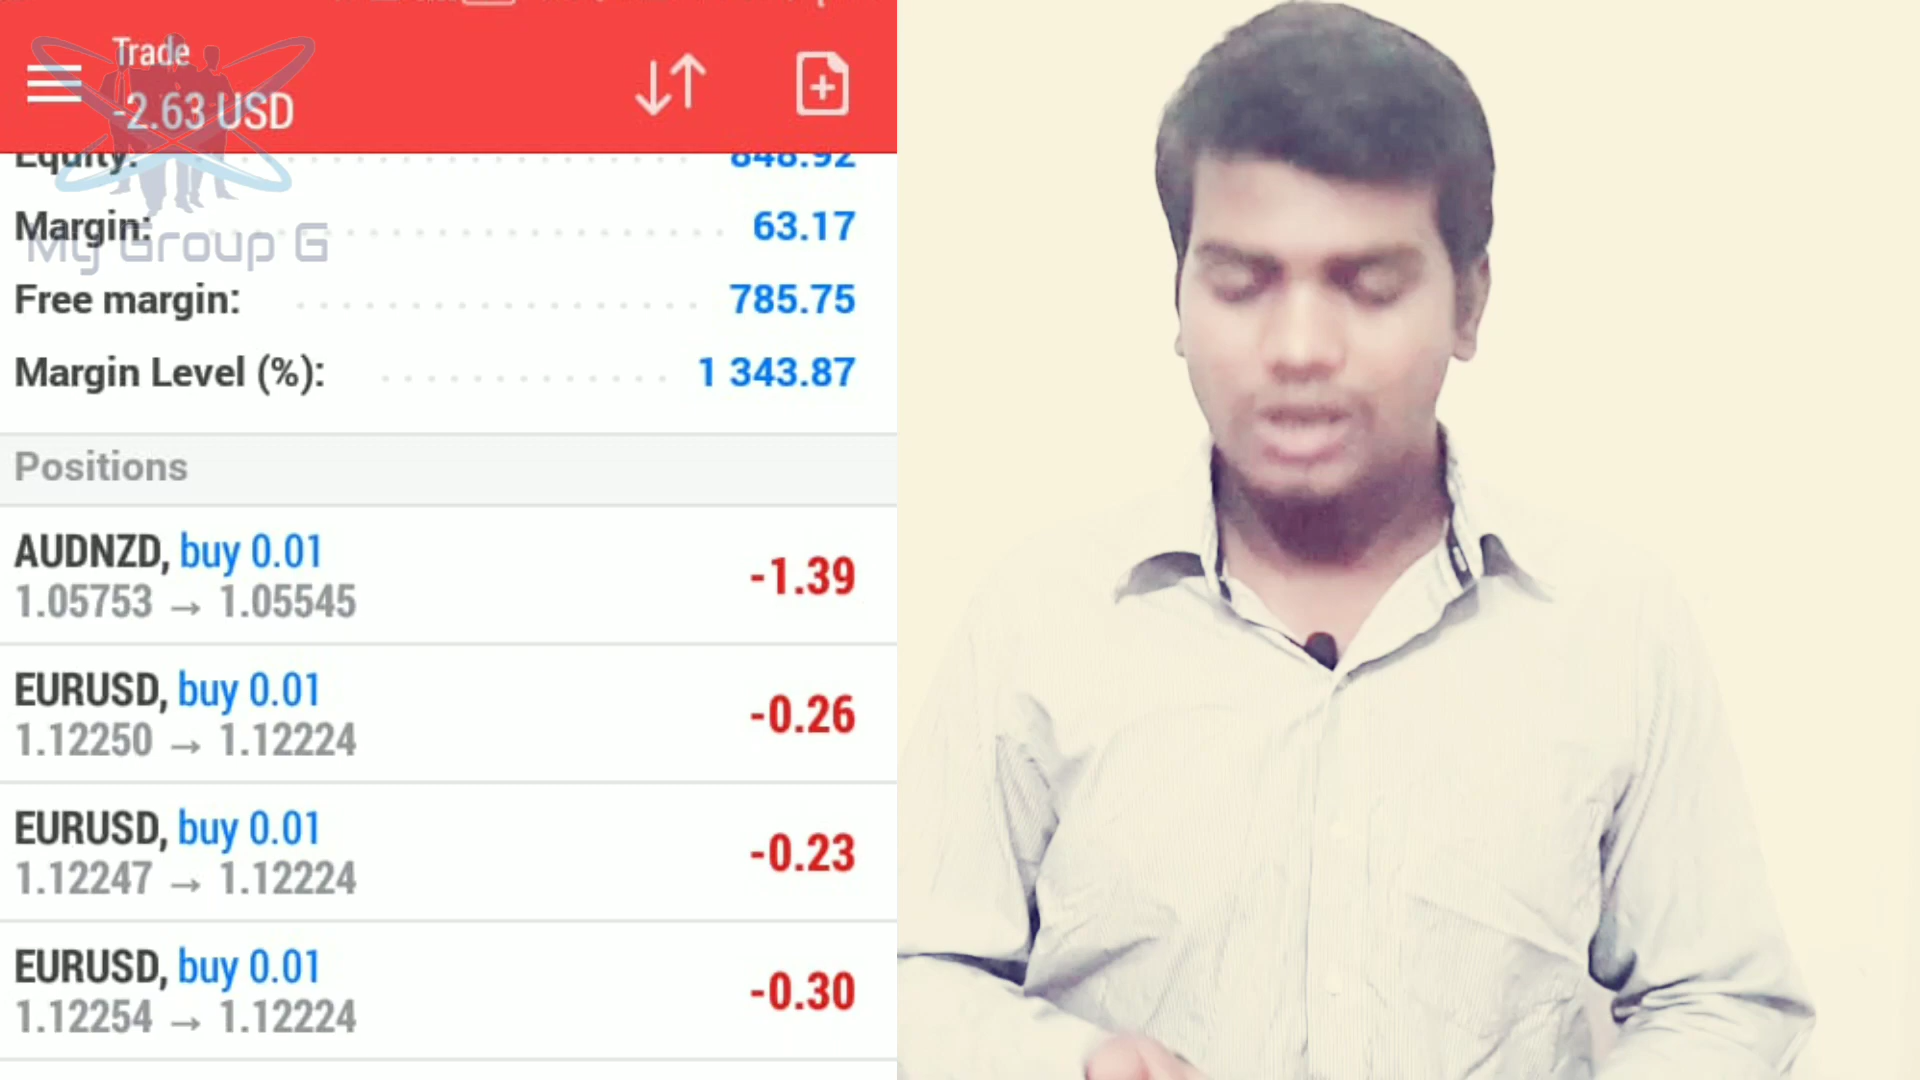 Trade
-2.63 USD
Equity: 848.92
Margin: 63.17
My Group G
Free margin: 785.75
Margin Level (%): 1 343.87
Positions
AUDNZD, buy 0.01
-1.39
1.05753 → 1.05545
EURUSD, buy 0.01
-0.26
1.12250 → 1.12224
EURUSD, buy 0.01
-0.23
1.12247 → 1.12224
EURUSD, buy 0.01
-0.30
1.12254 → 1.12224